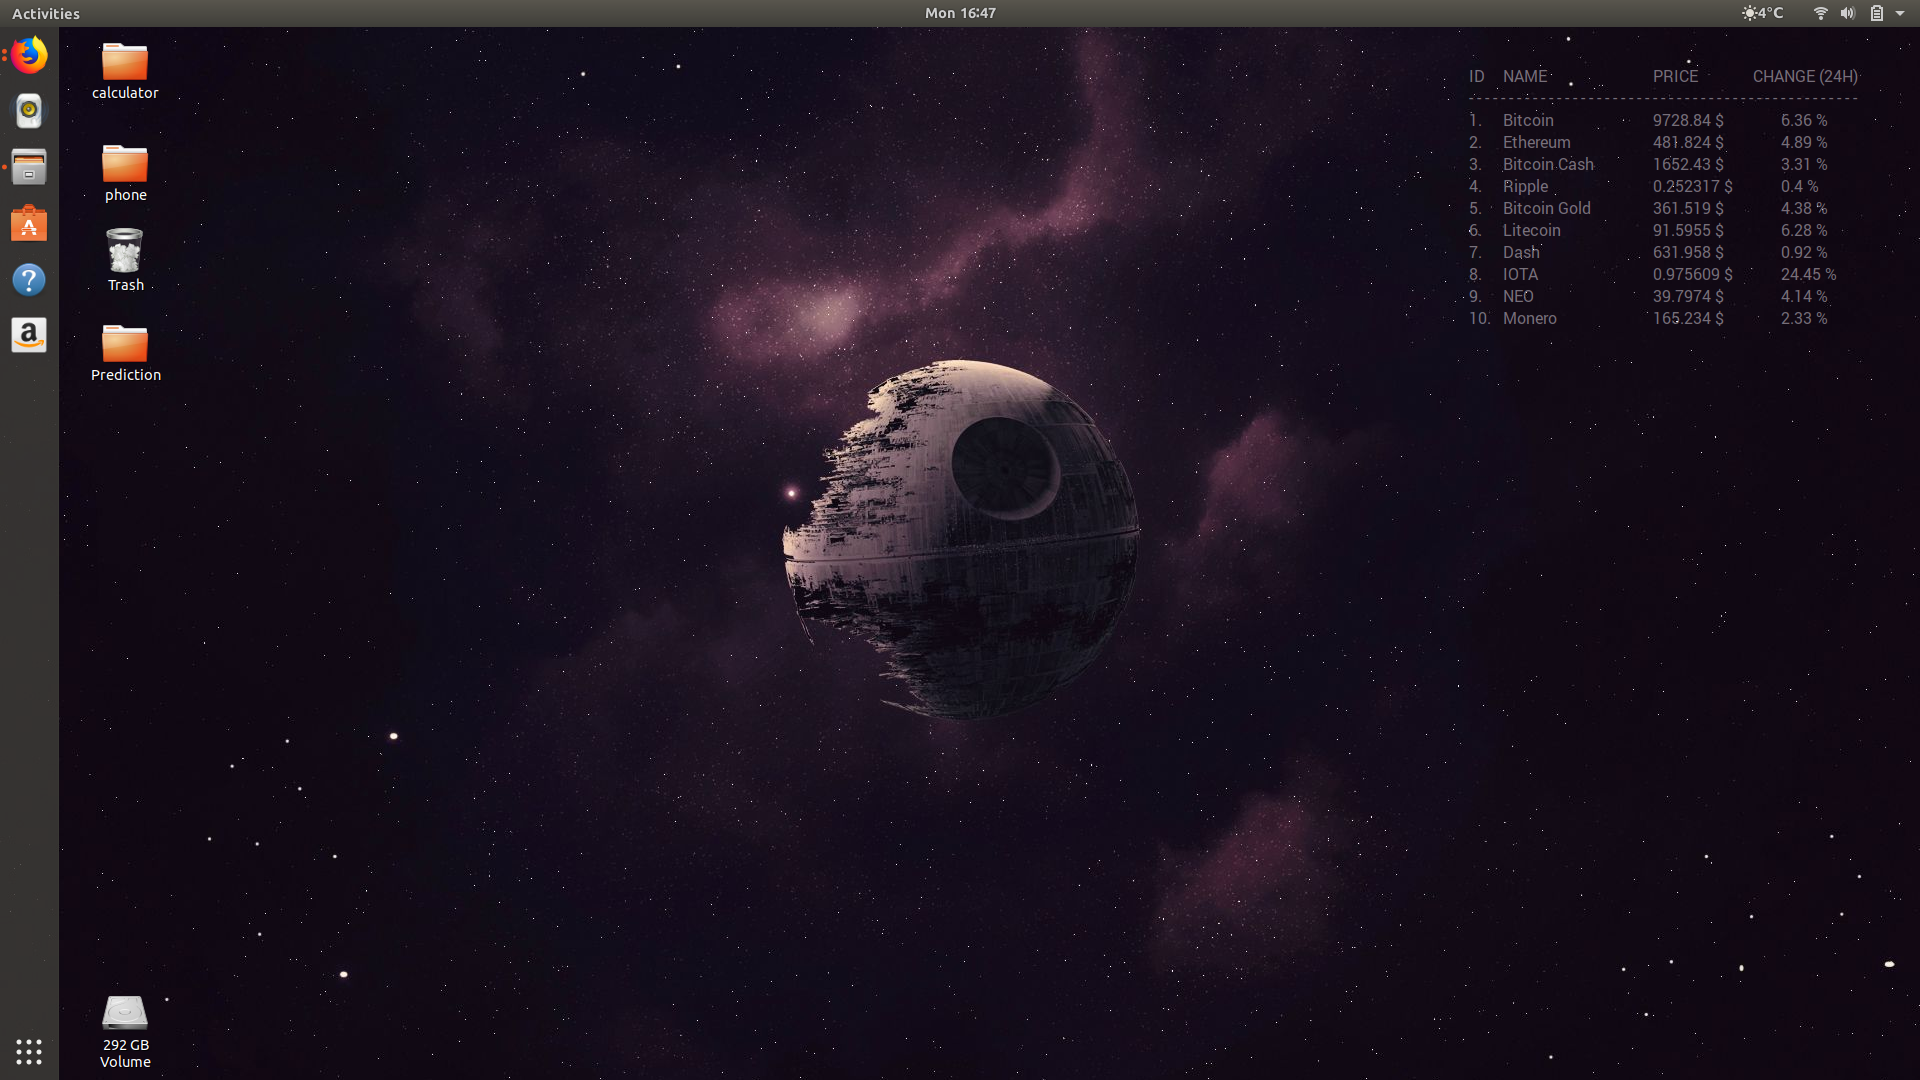 Activities
Mon 16:47
4°C
calculator
phone
Trash
Prediction
292 GB
Volume
ID NAME PRICE CHANGE (24H)
1. Bitcoin 9728.84 $ 6.36 %
2. Ethereum 481.824 $ 4.89 %
3. Bitcoin Cash 1652.43 $ 3.31 %
4. Ripple 0.252317 $ 0.4 %
5. Bitcoin Gold 361.519 $ 4.38 %
6. Litecoin 91.5955 $ 6.28 %
7. Dash 631.958 $ 0.92 %
8. IOTA 0.975609 $ 24.45 %
9. NEO 39.7974 $ 4.14 %
10. Monero 165.234 $ 2.33 %